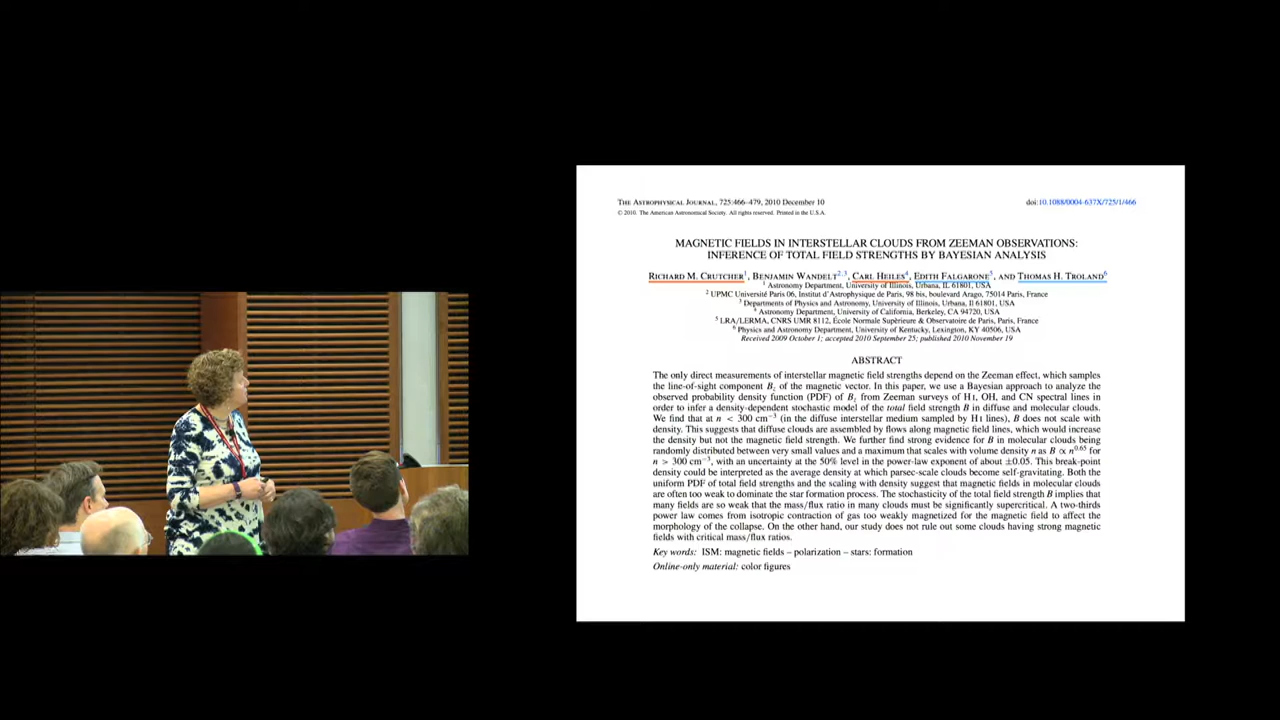 THE ASTROPHYSICAL JOURNAL, 725:466–479, 2010 December 10
doi:10.1088/0004-637X/725/1/466
© 2010. The American Astronomical Society. All rights reserved. Printed in the U.S.A.
MAGNETIC FIELDS IN INTERSTELLAR CLOUDS FROM ZEEMAN OBSERVATIONS:
INFERENCE OF TOTAL FIELD STRENGTHS BY BAYESIAN ANALYSIS
RICHARD M. CRUTCHER¹, BENJAMIN WANDELT²,³, CARL HEILES⁴, EDITH FALGARONE⁵, AND THOMAS H. TROLAND⁶
¹ Astronomy Department, University of Illinois, Urbana, IL 61801, USA
² UPMC Université Paris 06, Institut d'Astrophysique de Paris, 98 bis, boulevard Arago, 75014 Paris, France
³ Departments of Physics and Astronomy, University of Illinois, Urbana, Il 61801, USA
⁴ Astronomy Department, University of California, Berkeley, CA 94720, USA
⁵ LRA/LERMA, CNRS UMR 8112, École Normale Supérieure & Observatoire de Paris, Paris, France
⁶ Physics and Astronomy Department, University of Kentucky, Lexington, KY 40506, USA
Received 2009 October 1; accepted 2010 September 25; published 2010 November 19
ABSTRACT
The only direct measurements of interstellar magnetic field strengths depend on the Zeeman effect, which samples
the line-of-sight component Bz of the magnetic vector. In this paper, we use a Bayesian approach to analyze the
observed probability density function (PDF) of Bz from Zeeman surveys of H I, OH, and CN spectral lines in
order to infer a density-dependent stochastic model of the total field strength B in diffuse and molecular clouds.
We find that at n < 300 cm⁻³ (in the diffuse interstellar medium sampled by H I lines), B does not scale with
density. This suggests that diffuse clouds are assembled by flows along magnetic field lines, which would increase
the density but not the magnetic field strength. We further find strong evidence for B in molecular clouds being
randomly distributed between very small values and a maximum that scales with volume density n as B ∝ n⁰·⁶⁵ for
n > 300 cm⁻³, with an uncertainty at the 50% level in the power-law exponent of about ±0.05. This break-point
density could be interpreted as the average density at which parsec-scale clouds become self-gravitating. Both the
uniform PDF of total field strengths and the scaling with density suggest that magnetic fields in molecular clouds
are often too weak to dominate the star formation process. The stochasticity of the total field strength B implies that
many fields are so weak that the mass/flux ratio in many clouds must be significantly supercritical. A two-thirds
power law comes from isotropic contraction of gas too weakly magnetized for the magnetic field to affect the
morphology of the collapse. On the other hand, our study does not rule out some clouds having strong magnetic
fields with critical mass/flux ratios.
Key words: ISM: magnetic fields – polarization – stars: formation
Online-only material: color figures